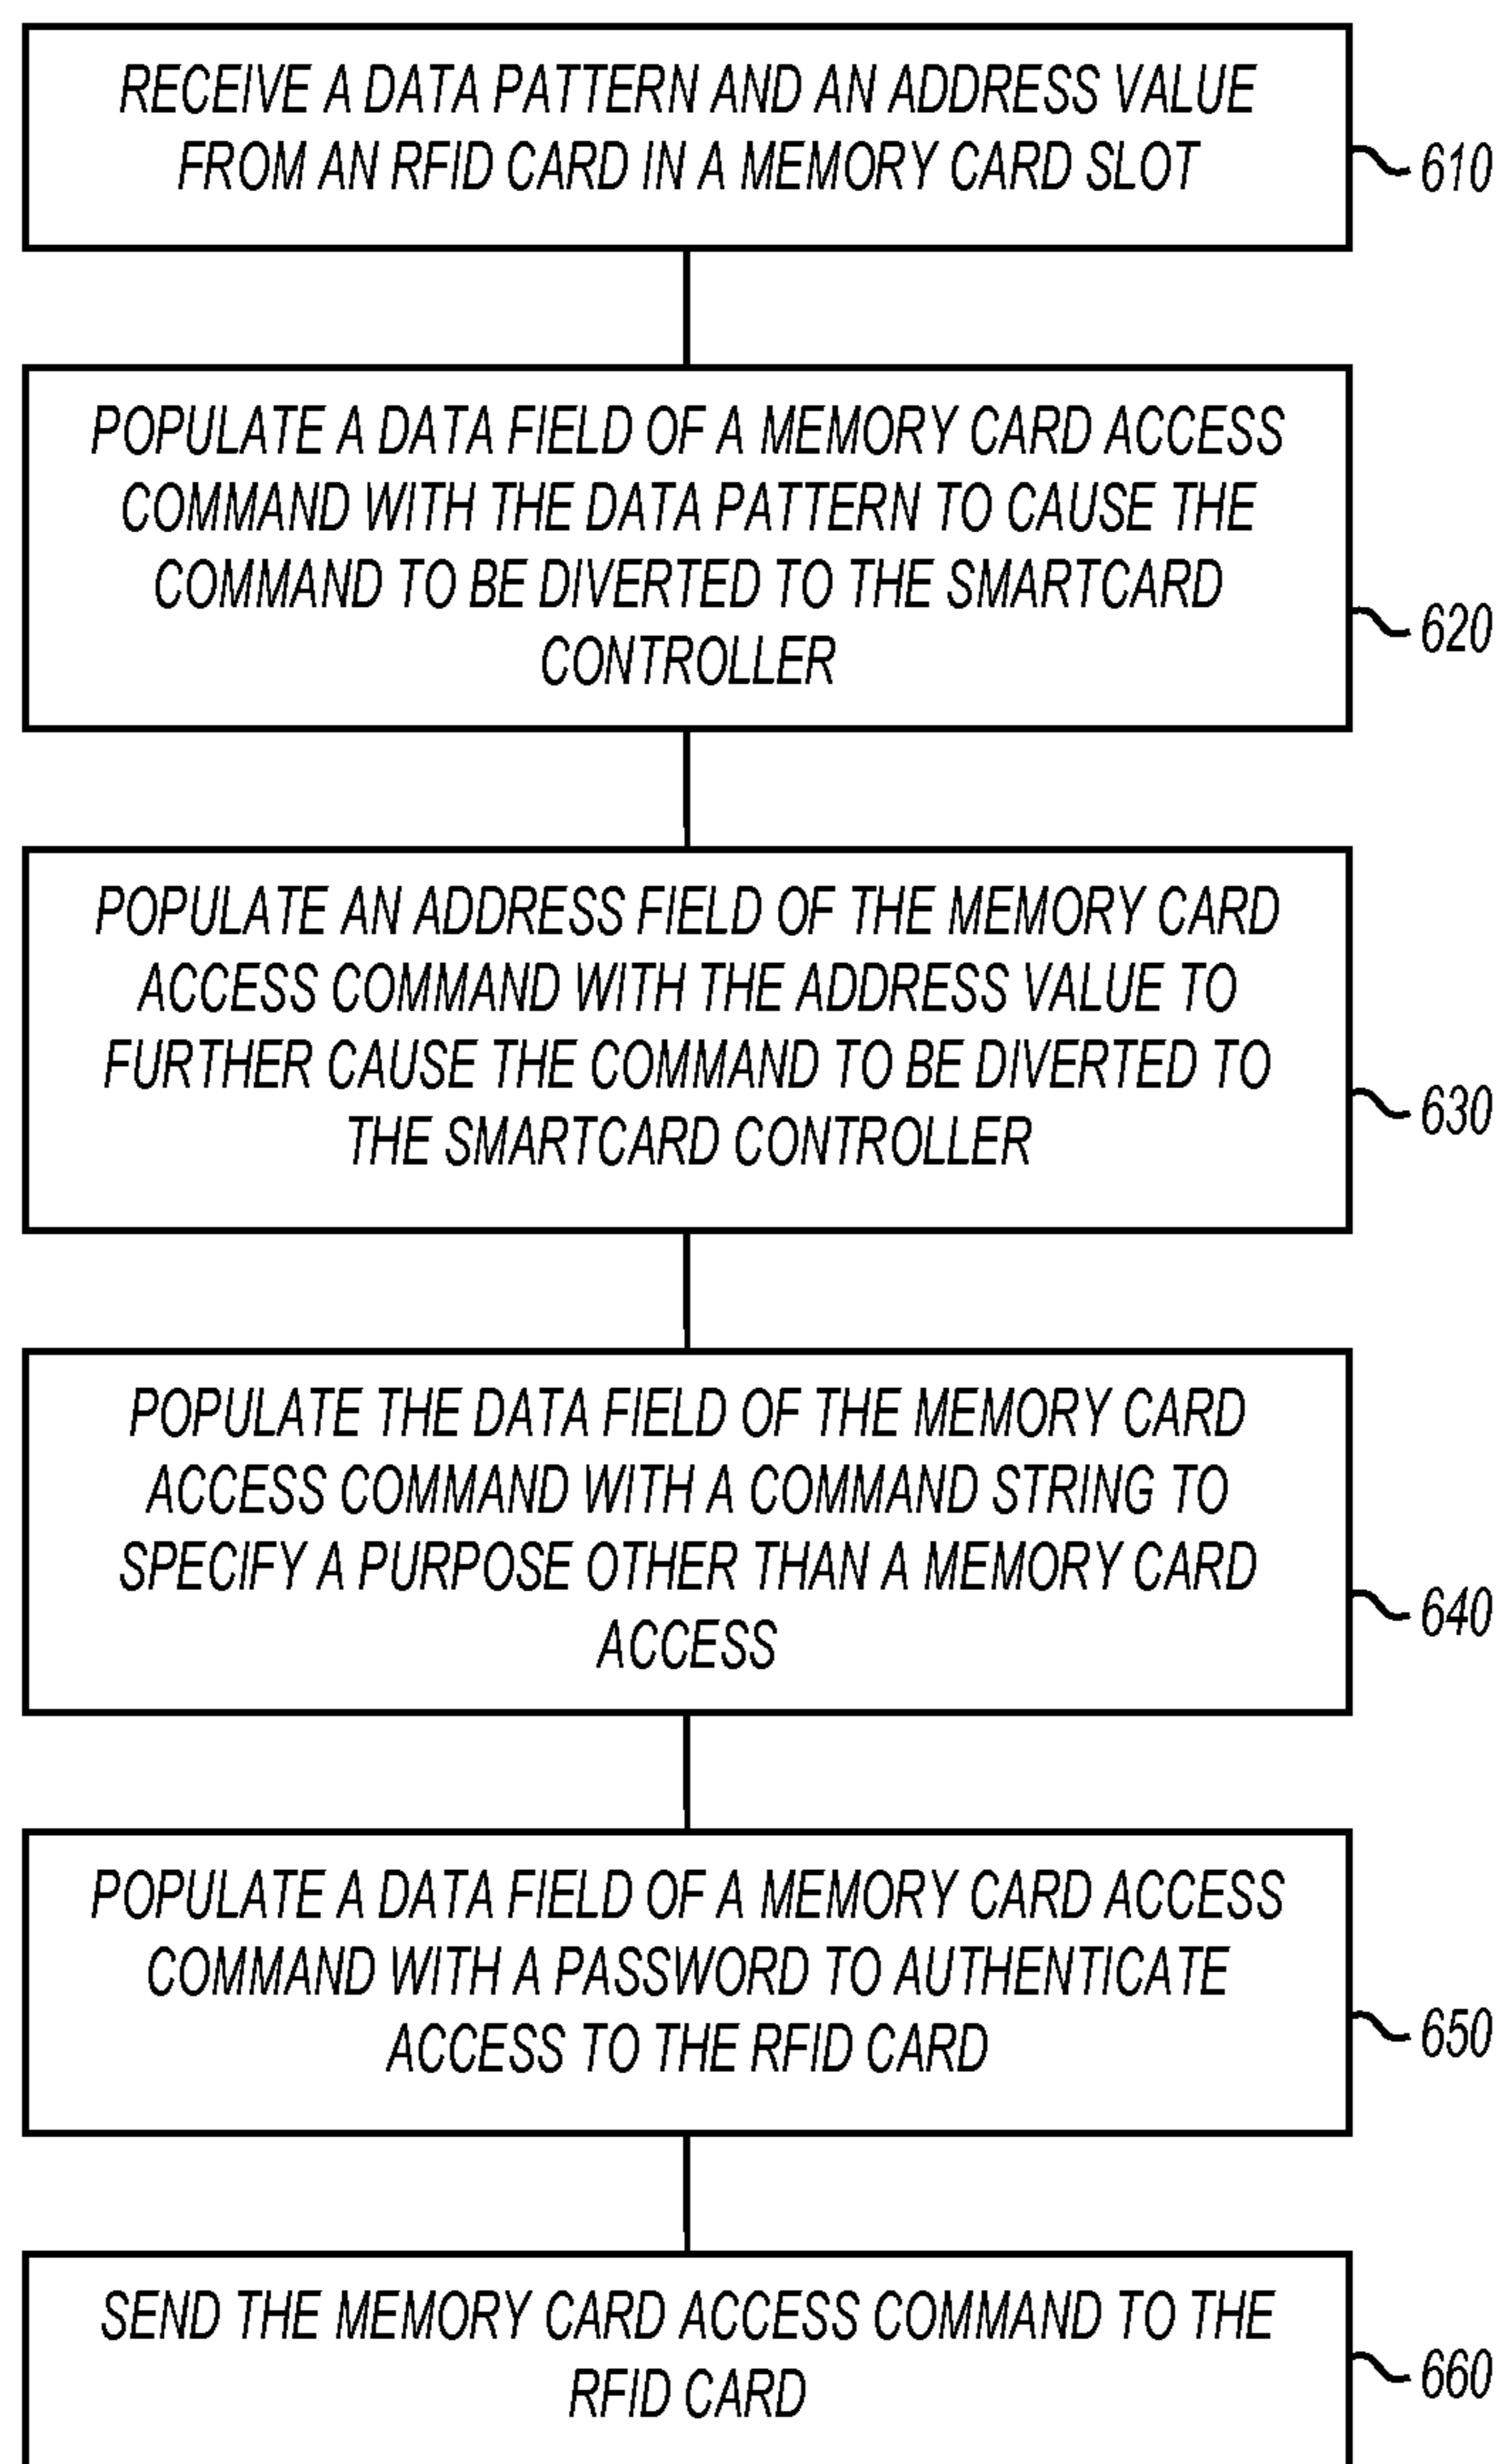 RECEIVE A DATA PATTERN AND AN ADDRESS VALUE
FROM AN RFID CARD IN A MEMORY CARD SLOT
610
POPULATE A DATA FIELD OF A MEMORY CARD ACCESS
COMMAND WITH THE DATA PATTERN TO CAUSE THE
COMMAND TO BE DIVERTED TO THE SMARTCARD
CONTROLLER
620
POPULATE AN ADDRESS FIELD OF THE MEMORY CARD
ACCESS COMMAND WITH THE ADDRESS VALUE TO
FURTHER CAUSE THE COMMAND TO BE DIVERTED TO
THE SMARTCARD CONTROLLER
630
POPULATE THE DATA FIELD OF THE MEMORY CARD
ACCESS COMMAND WITH A COMMAND STRING TO
SPECIFY A PURPOSE OTHER THAN A MEMORY CARD
ACCESS
640
POPULATE A DATA FIELD OF A MEMORY CARD ACCESS
COMMAND WITH A PASSWORD TO AUTHENTICATE
ACCESS TO THE RFID CARD
650
SEND THE MEMORY CARD ACCESS COMMAND TO THE
RFID CARD
660